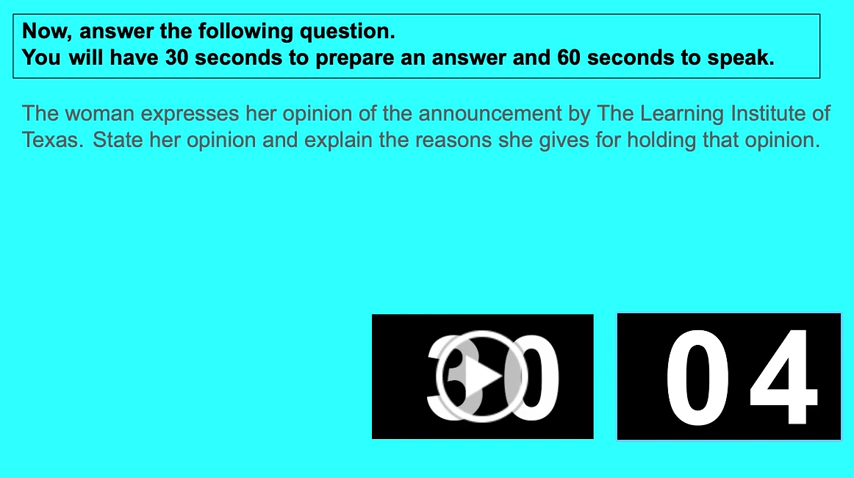 Now, answer the following question.
You will have 30 seconds to prepare an answer and 60 seconds to speak.
The woman expresses her opinion of the announcement by The Learning Institute of
Texas. State her opinion and explain the reasons she gives for holding that opinion.
30 04